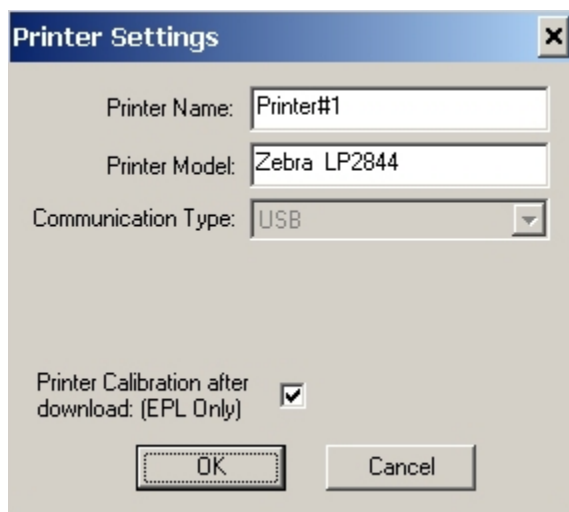 Printer Settings
Printer Name: Printer#1
Printer Model: Zebra LP2844
Communication Type: USB
Printer Calibration after
download: (EPL Only)
OK Cancel